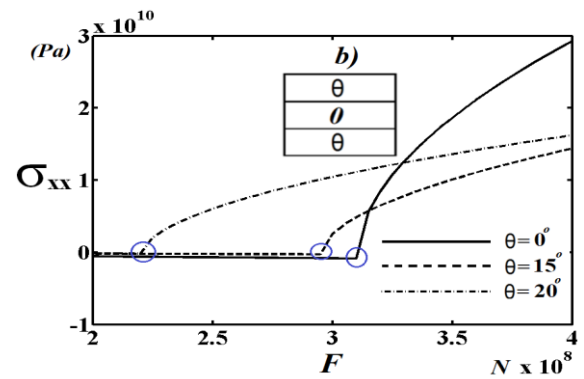 3 x 10^10
(Pa)
b)
θ
0
θ
2
1
σxx
0
-1
θ = 0°
θ = 15°
θ = 20°
2 2.5 3 3.5 4
F N x 10^8